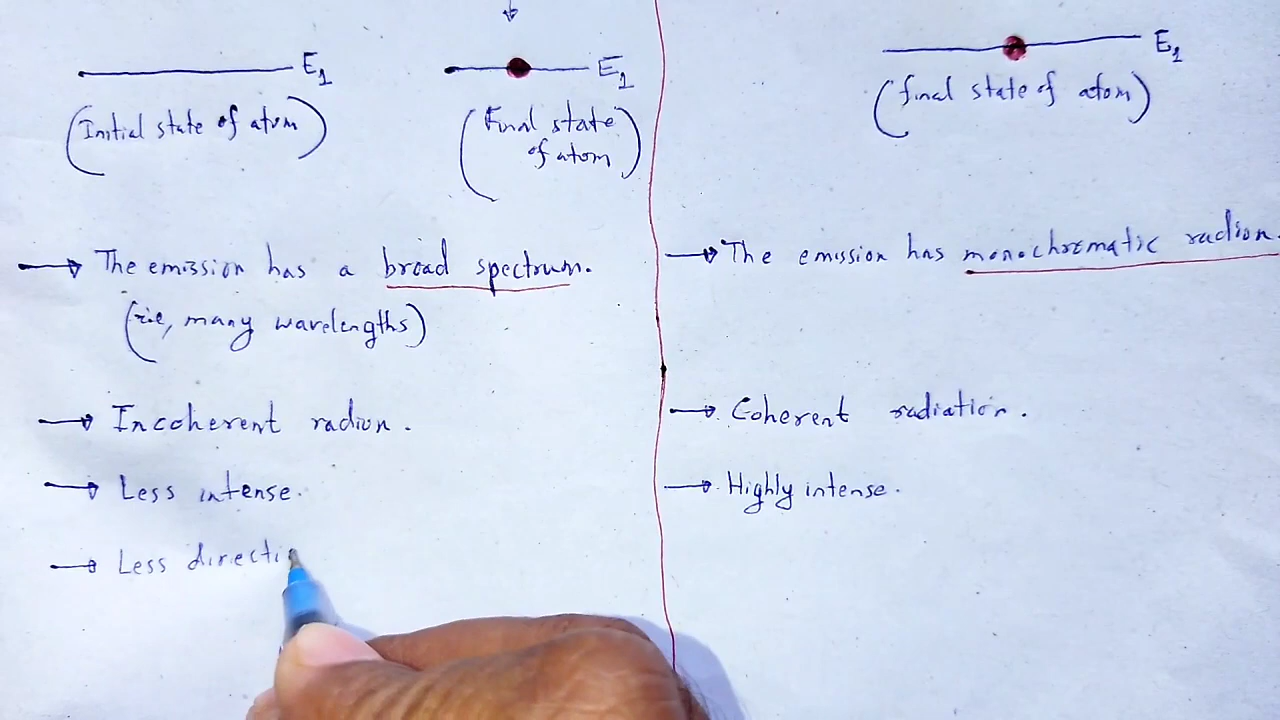 E1
E1
(Initial state of atom)
(Final state
of atom)
→ The emission has a broad spectrum.
(i.e, many wavelengths)
→ Incoherent radion.
→ Less intense.
→ Less directi
E1
(final state of atom)
→ The emission has monochromatic radion.
→ Coherent radiation.
→ Highly intense.